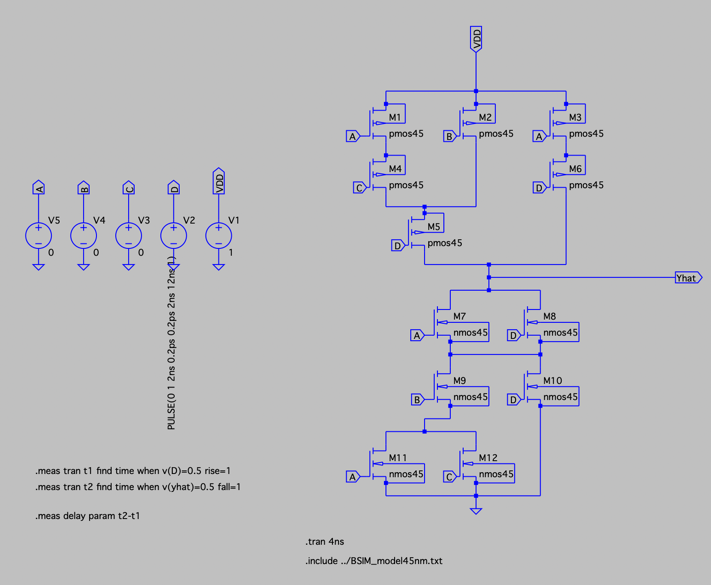 VDD
M1
pmos45
A
M2
pmos45
B
M3
pmos45
A
M4
pmos45
C
M6
pmos45
D
M5
pmos45
D
A
B
C
D
VDD
V5
0
V4
0
V3
0
V2
PULSE(0 1 2ns 0.2ps 0.2ps 2ns 12ns 1)
V1
1
Yhat
M7
nmos45
A
M8
nmos45
D
M9
nmos45
B
M10
nmos45
D
M11
nmos45
A
M12
nmos45
C
.meas tran t1 find time when v(D)=0.5 rise=1
.meas tran t2 find time when v(yhat)=0.5 fall=1
.meas delay param t2-t1
.tran 4ns
.include ../BSIM_model45nm.txt